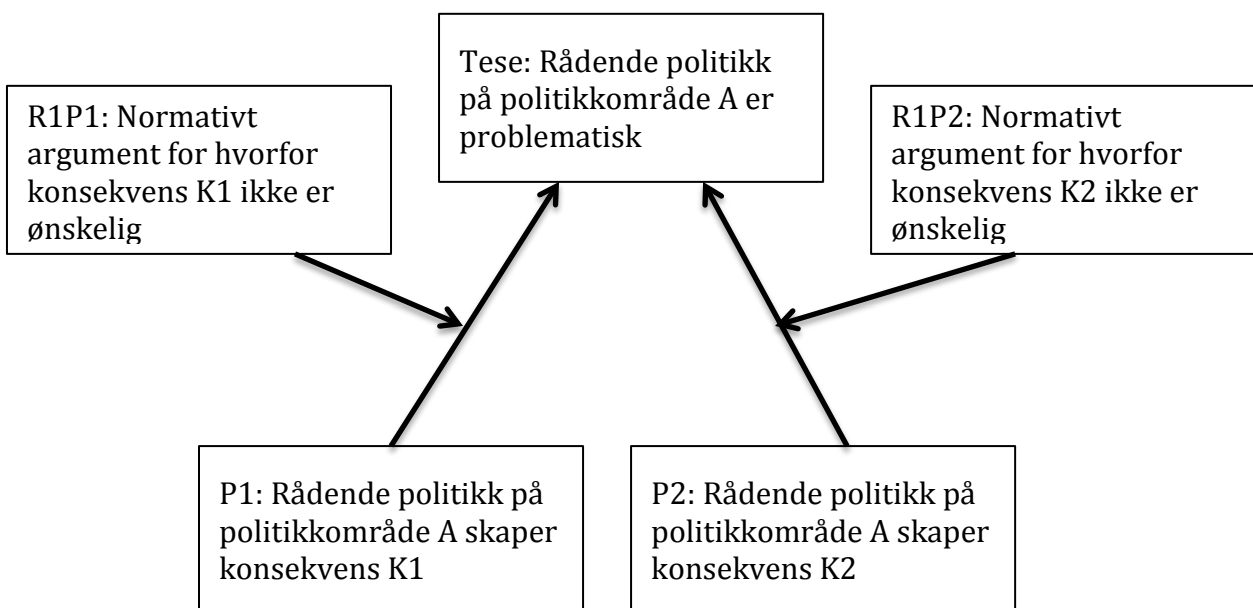 Tese: Rådende politikk
på politikkområde A er
problematisk
R1P1: Normativt
argument for hvorfor
konsekvens K1 ikke er
ønskelig
R1P2: Normativt
argument for hvorfor
konsekvens K2 ikke er
ønskelig
P1: Rådende politikk på
politikkområde A skaper
konsekvens K1
P2: Rådende politikk på
politikkområde A skaper
konsekvens K2